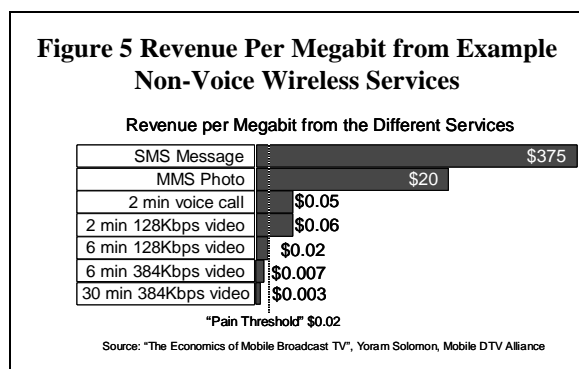 Figure 5 Revenue Per Megabit from Example
Non-Voice Wireless Services
Revenue per Megabit from the Different Services
SMS Message $375
MMS Photo $20
2 min voice call $0.05
2 min 128Kbps video $0.06
6 min 128Kbps video $0.02
6 min 384Kbps video $0.007
30 min 384Kbps video $0.003
"Pain Threshold" $0.02
Source: "The Economics of Mobile Broadcast TV", Yoram Solomon, Mobile DTV Alliance